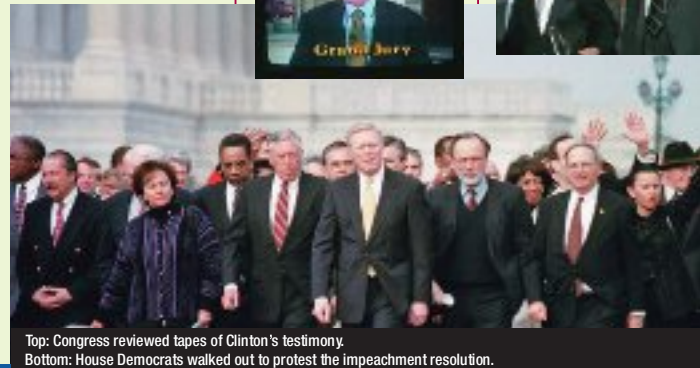 Grand Jury
Top: Congress reviewed tapes of Clinton's testimony.
Bottom: House Democrats walked out to protest the impeachment resolution.